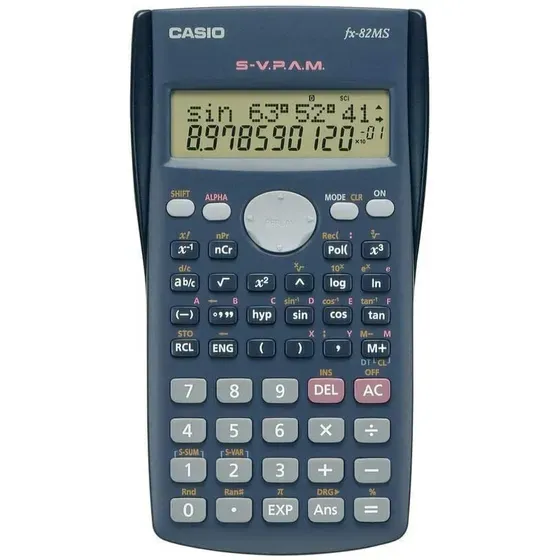 CASIO fx-82MS
S-V.P.A.M.
D SCI
sin 63°52°41
8.978590120×10-01
SHIFT ALPHA MODE CLR ON
REPLAY
x! nPr Rec( : ³√
x⁻¹ nCr Pol( x³
d/c ˣ√ 10ˣ eˣ e
ab/c √ x² ^ log ln
A ← B C sin⁻¹ D cos⁻¹ E tan⁻¹ F
(−) °,,, hyp sin cos tan
STO ← X ; Y M− M
RCL ENG ( ) , M+
DT CL
INS OFF
7 8 9 DEL AC
4 5 6 × ÷
S-SUM S-VAR
1 2 3 + −
Rnd Ran# π DRG▶ %
0 • EXP Ans =